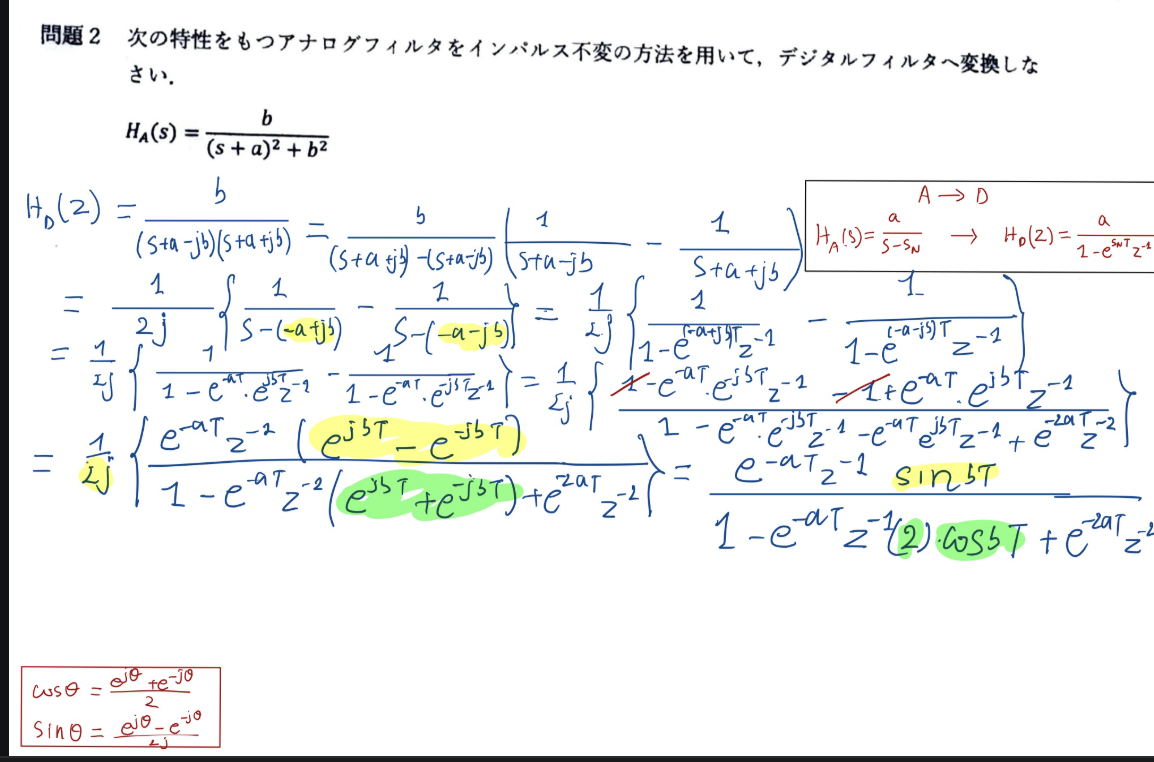 問題2 次の特性をもつアナログフィルタをインパルス不変の方法を用いて，デジタルフィルタへ変換しな
さい．
H_A(s) = b / ((s + a)² + b²)
A → D
H_A(s) = a / (s - s_N) → H_D(z) = a / (1 - e^{s_N T} z^{-1})
H_D(z) = b / ((s+a-jb)(s+a+jb)) = b / ((s+a+jb) - (s+a-jb)) ( 1 / (s+a-jb) - 1 / (s+a+jb) )
= 1 / 2j { 1 / (s-(-a+jb)) - 1 / (s-(-a-jb)) } = 1 / 2j { 1 / (1-e^{(-a+jb)T} z^{-1}) - 1 / (1-e^{(-a-jb)T} z^{-1}) }
= 1 / 2j { 1 / (1 - e^{-aT}・e^{jbT} z^{-1}) - 1 / (1 - e^{-aT}・e^{-jbT} z^{-1}) } = 1 / 2j { (1 - e^{-aT}・e^{-jbT} z^{-1} - 1 + e^{-aT}・e^{jbT} z^{-1}) / (1 - e^{-aT}・e^{-jbT} z^{-1} - e^{-aT} e^{jbT} z^{-1} + e^{-2aT} z^{-2}) }
= 1 / 2j { e^{-aT} z^{-1} (e^{jbT} - e^{-jbT}) / (1 - e^{-aT} z^{-2} (e^{jbT} + e^{-jbT}) + e^{-2aT} z^{-2}) } = e^{-aT} z^{-1} sin bT / (1 - e^{-aT} z^{-1} (2)・cos bT + e^{-2aT} z^{-2})
cosθ = (e^{jθ} + e^{-jθ}) / 2
sinθ = (e^{jθ} - e^{-jθ}) / 2j